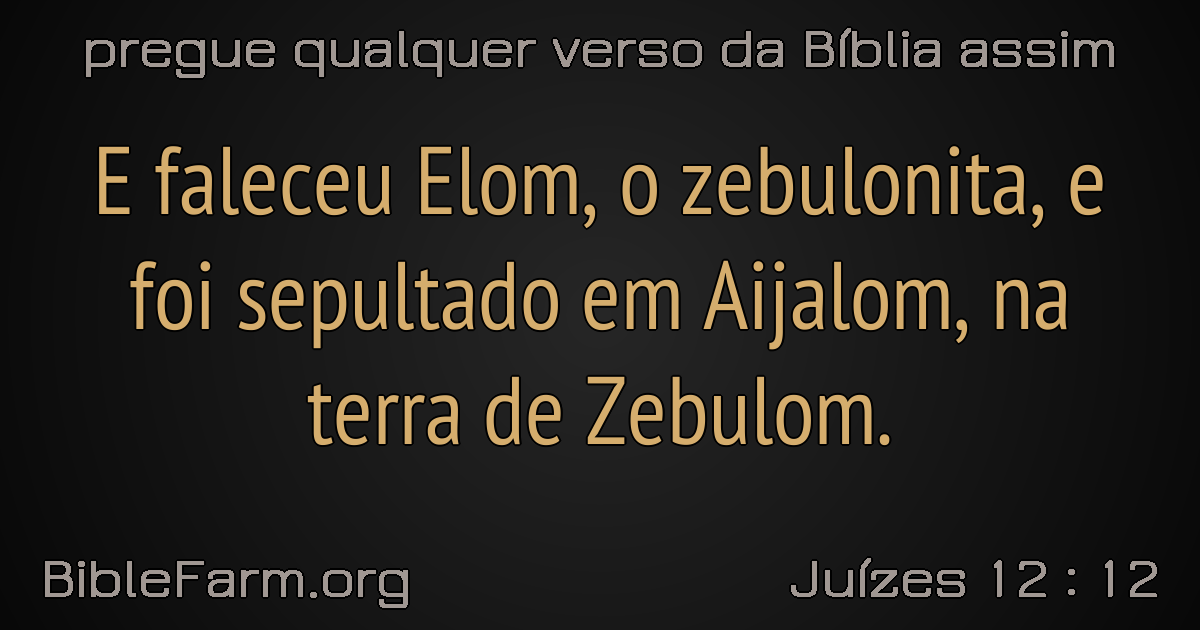 pregue qualquer verso da Bíblia assim
E faleceu Elom, o zebulonita, e
foi sepultado em Aijalom, na
terra de Zebulom.
BibleFarm.org
Juízes 12 : 12